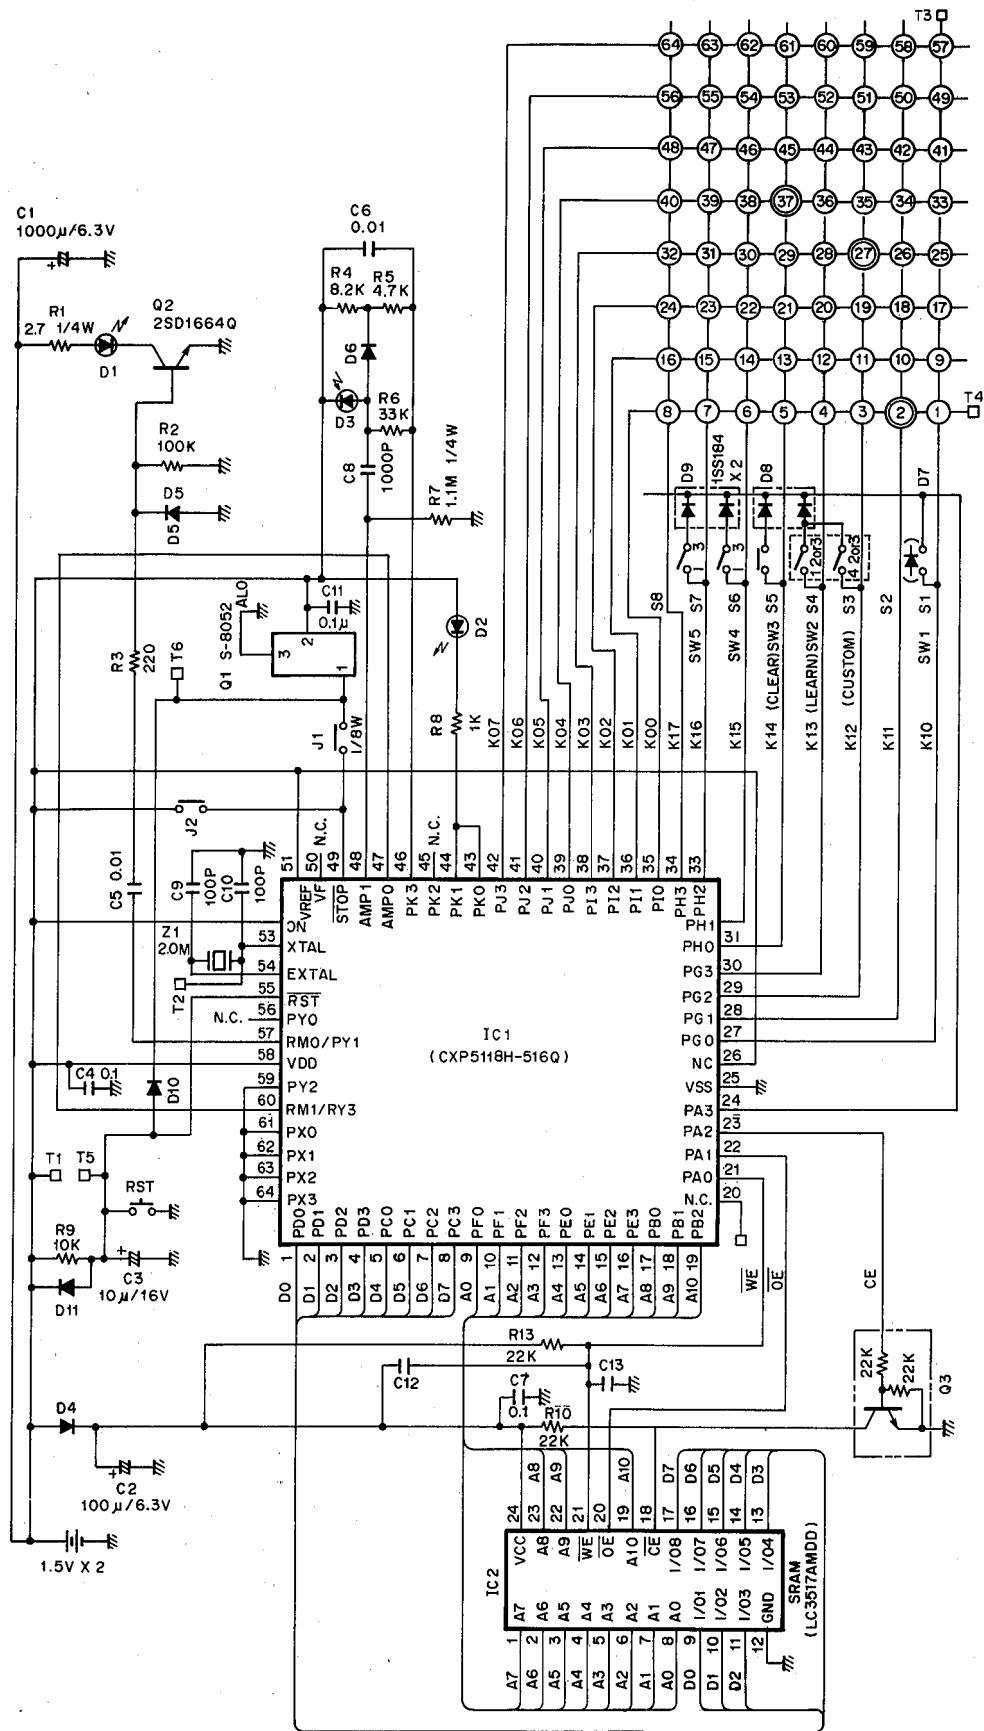 T3
64 63 62 61 60 59 58 57
56 55 54 53 52 51 50 49
48 47 46 45 44 43 42 41
40 39 38 37 36 35 34 33
32 31 30 29 28 27 26 25
24 23 22 21 20 19 18 17
16 15 14 13 12 11 10 9
8 7 6 5 4 3 2 1
T4
C1
1000μ/6.3V
R1
2.7 1/4W
D1
Q2
2SD1664Q
R2
100K
D5
D5
R3
220
T6
C6
0.01
R4
8.2K
R5
4.7K
D6
D3
R6
33K
C8
1000P
R7
1.1M 1/4W
S-8052
ALO
Q1
3
2
1
C11
0.1μ
J1
1/8W
D2
R8
1K
J2
D9
1SS184
X2
D8
D7
1 3
1 3
1 2or3
4 2or3
S8
S7
S6
S5
S4
S3
S2
S1
SW5
SW4
(CLEAR)SW3
(LEARN)SW2
(CUSTOM)
SW1
K07
K06
K05
K04
K03
K02
K01
K00
K17
K16
K15
K14
K13
K12
K11
K10
C5 0.01
C9
100P
C10
100P
Z1
2.0M
T2
N.C.
N.C.
N.C.
51
50
49
48
47
46
45
44
43
42
41
40
39
38
37
36
35
34
33
VREF
VF
STOP
AMP1
AMP0
PK3
PK2
PK1
PK0
PJ3
PJ2
PJ1
PJ0
PI3
PI2
PI1
PI0
PH3
PH2
NC
53 XTAL
54 EXTAL
55 RST
56 PY0
57 RM0/PY1
58 VDD
59 PY2
60 RM1/RY3
61 PX0
62 PX1
63 PX2
64 PX3
IC1
(CXP5118H-516Q)
PH1
PH0 31
PG3 30
PG2 29
PG1 28
PG0 27
NC 26
VSS 25
PA3 24
PA2 23
PA1 22
PA0 21
N.C. 20
PD0
PD1
PD2
PD3
PC0
PC1
PC2
PC3
PF0
PF1
PF2
PF3
PE0
PE1
PE2
PE3
PB0
PB1
PB2
1
2
3
4
5
6
7
8
9
10
11
12
13
14
15
16
17
18
19
D0
D1
D2
D3
D4
D5
D6
D7
A0
A1
A2
A3
A4
A5
A6
A7
A8
A9
A10
WE
OE
CE
C4 0.1
D10
T1
T5
RST
R9
10K
D11
C3
10μ/16V
D4
C2
100μ/6.3V
1.5V X 2
R13
22K
C12
C13
C7
0.1
R10
22K
22K
22K
Q3
A8
A9
A10
D7
D6
D5
D4
D3
24
23
22
21
20
19
18
17
16
15
14
13
VCC
A8
A9
WE
OE
A10
CE
I/O8
I/O7
I/O6
I/O5
I/O4
IC2
SRAM
(LC3517AMDD)
A7
A6
A5
A4
A3
A2
A1
A0
I/O1
I/O2
I/O3
GND
1
2
3
4
5
6
7
8
9
10
11
12
A7
A6
A5
A4
A3
A2
A1
A0
D0
D1
D2